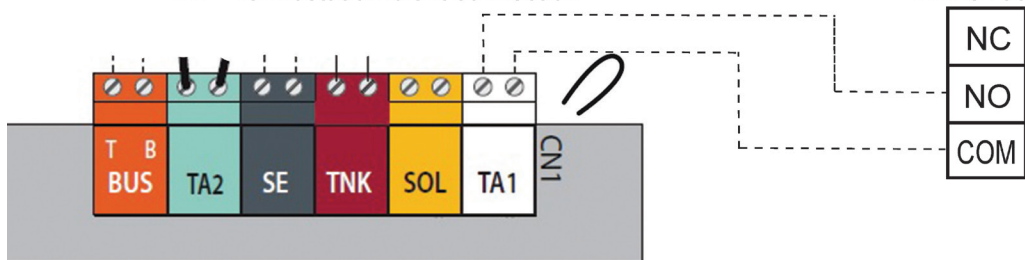 T B
BUS
TA2
SE
TNK
SOL
TA1
CN1
NC
NO
COM